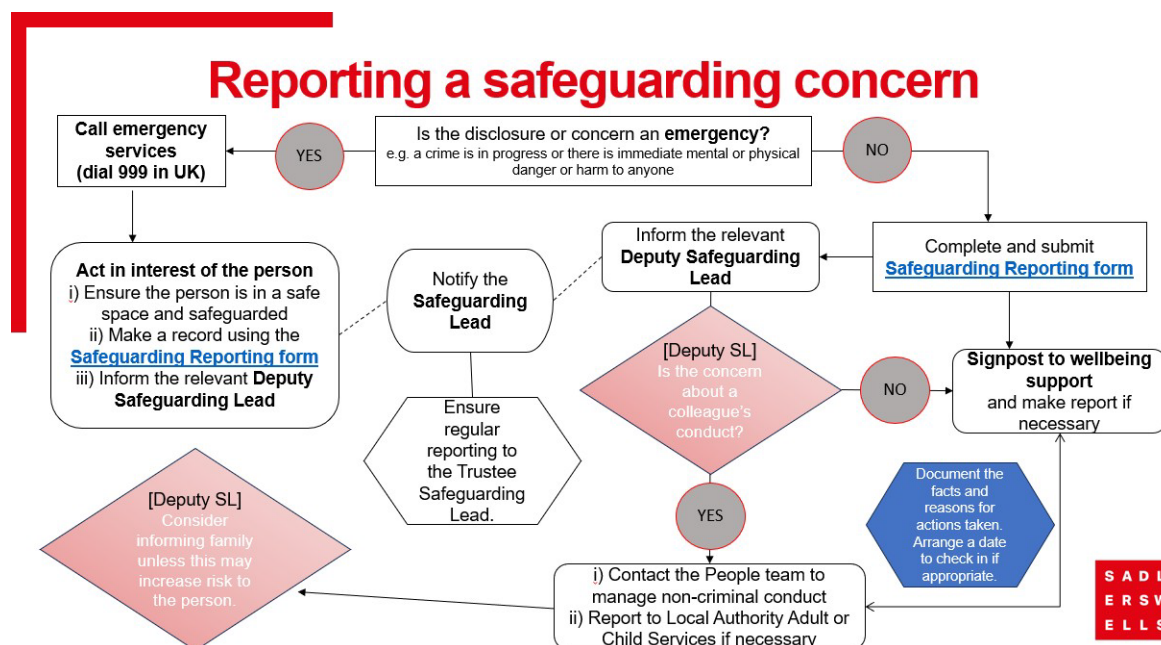 Reporting a safeguarding concern
Call emergency
services
(dial 999 in UK)
YES
Is the disclosure or concern an emergency?
e.g. a crime is in progress or there is immediate mental or physical
danger or harm to anyone
NO
Act in interest of the person
i) Ensure the person is in a safe
space and safeguarded
ii) Make a record using the
Safeguarding Reporting form
iii) Inform the relevant Deputy
Safeguarding Lead
Notify the
Safeguarding
Lead
Inform the relevant
Deputy Safeguarding
Lead
Complete and submit
Safeguarding Reporting form
[Deputy SL]
Is the concern
about a
colleague's
conduct?
NO
Signpost to wellbeing
support
and make report if
necessary
Ensure
regular
reporting to
the Trustee
Safeguarding
Lead.
[Deputy SL]
Consider
informing family
unless this may
increase risk to
the person.
YES
Document the
facts and
reasons for
actions taken.
Arrange a date
to check in if
appropriate.
i) Contact the People team to
manage non-criminal conduct
ii) Report to Local Authority Adult or
Child Services if necessary
SADL
ERSW
ELLS